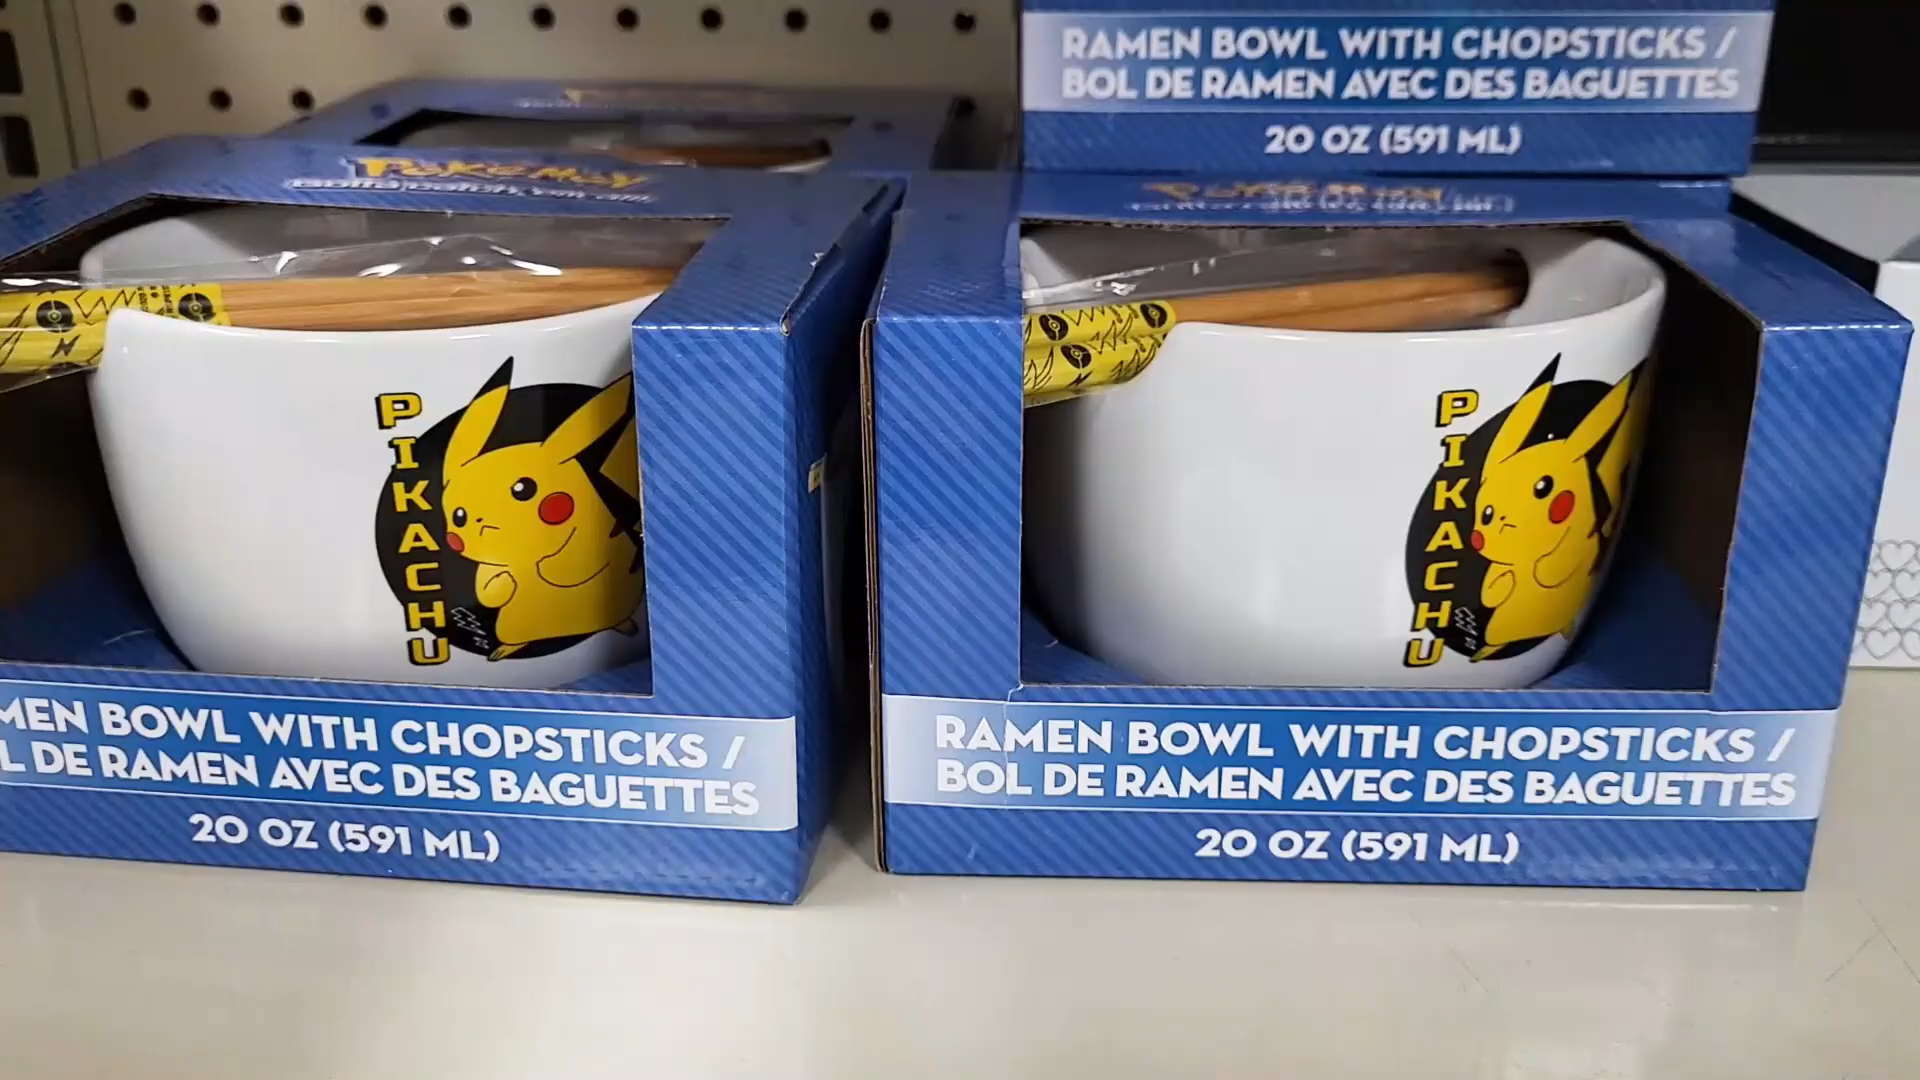 RAMEN BOWL WITH CHOPSTICKS /
BOL DE RAMEN AVEC DES BAGUETTES
20 OZ (591 ML)
POKÉMON
PIKACHU
MEN BOWL WITH CHOPSTICKS /
L DE RAMEN AVEC DES BAGUETTES
20 OZ (591 ML)
POKÉMON
PIKACHU
RAMEN BOWL WITH CHOPSTICKS /
BOL DE RAMEN AVEC DES BAGUETTES
20 OZ (591 ML)